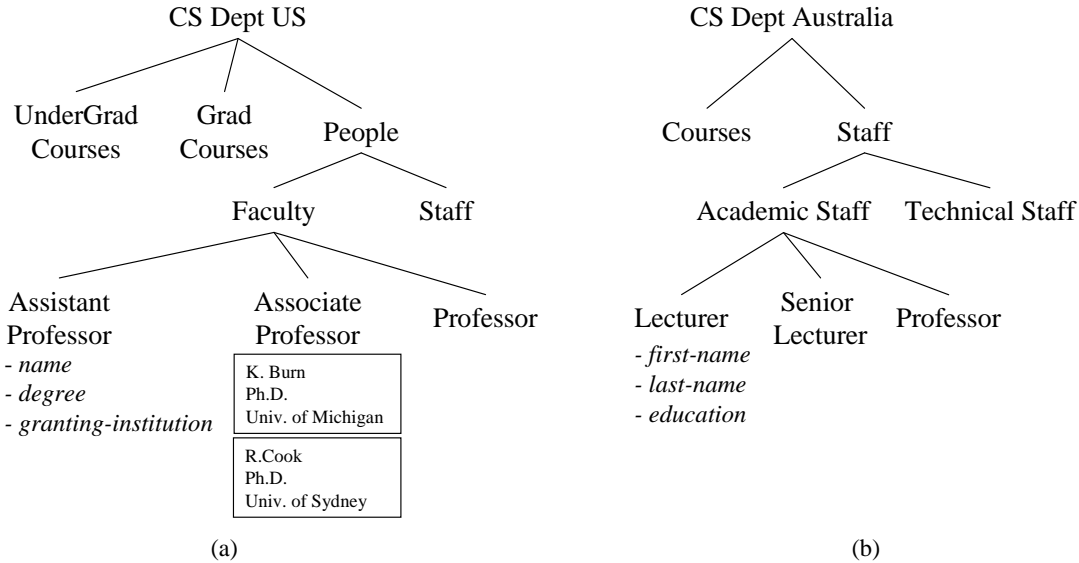 CS Dept US
UnderGrad
Courses
Grad
Courses
People
Faculty
Staff
Assistant
Professor
- name
- degree
- granting-institution
Associate
Professor
K. Burn
Ph.D.
Univ. of Michigan
R.Cook
Ph.D.
Univ. of Sydney
Professor
(a)
CS Dept Australia
Courses
Staff
Academic Staff
Technical Staff
Lecturer
- first-name
- last-name
- education
Senior
Lecturer
Professor
(b)